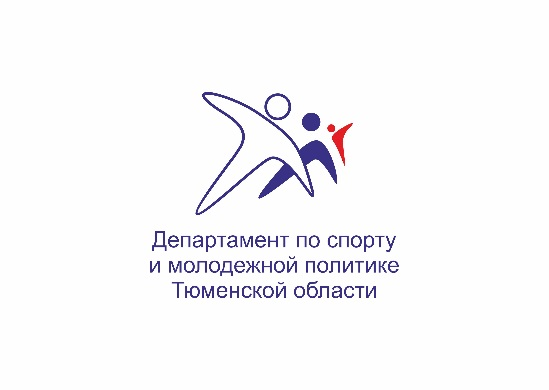 Департамент по спорту
и молодежной политике
Тюменской области